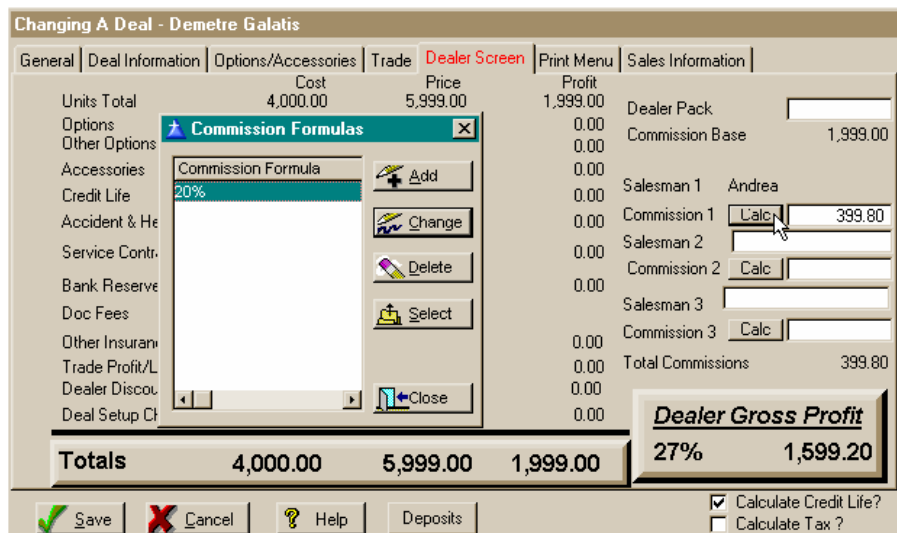 Changing A Deal - Demetre Galatis
General Deal Information Options/Accessories Trade Dealer Screen Print Menu Sales Information
Cost Price Profit
Units Total 4,000.00 5,999.00 1,999.00
Options 0.00
Other Options 0.00
Accessories 0.00
Credit Life 0.00
Accident & He 0.00
Service Contr 0.00
Bank Reserve 0.00
Doc Fees
Other Insuran 0.00
Trade Profit/L 0.00
Dealer Discou 0.00
Deal Setup Ch 0.00
Totals 4,000.00 5,999.00 1,999.00
Commission Formulas
Commission Formula
20%
Add
Change
Delete
Select
Close
Dealer Pack
Commission Base 1,999.00
Salesman 1 Andrea
Commission 1 Calc 399.80
Salesman 2
Commission 2 Calc
Salesman 3
Commission 3 Calc
Total Commissions 399.80
Dealer Gross Profit
27% 1,599.20
Save Cancel Help Deposits
Calculate Credit Life?
Calculate Tax ?